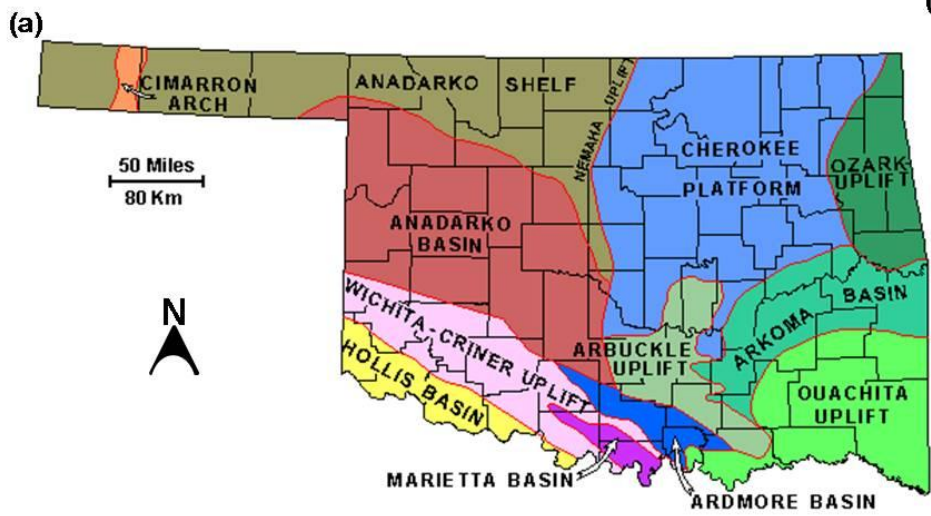 (a)
CIMARRON
ARCH
ANADARKO SHELF
NEMAHA UPLIFT
50 Miles
80 Km
CHEROKEE
PLATFORM
OZARK
UPLIFT
ANADARKO
BASIN
N
WICHITA-CRINER UPLIFT
HOLLIS BASIN
ARBUCKLE
UPLIFT
ARKOMA BASIN
OUACHITA
UPLIFT
MARIETTA BASIN
ARDMORE BASIN